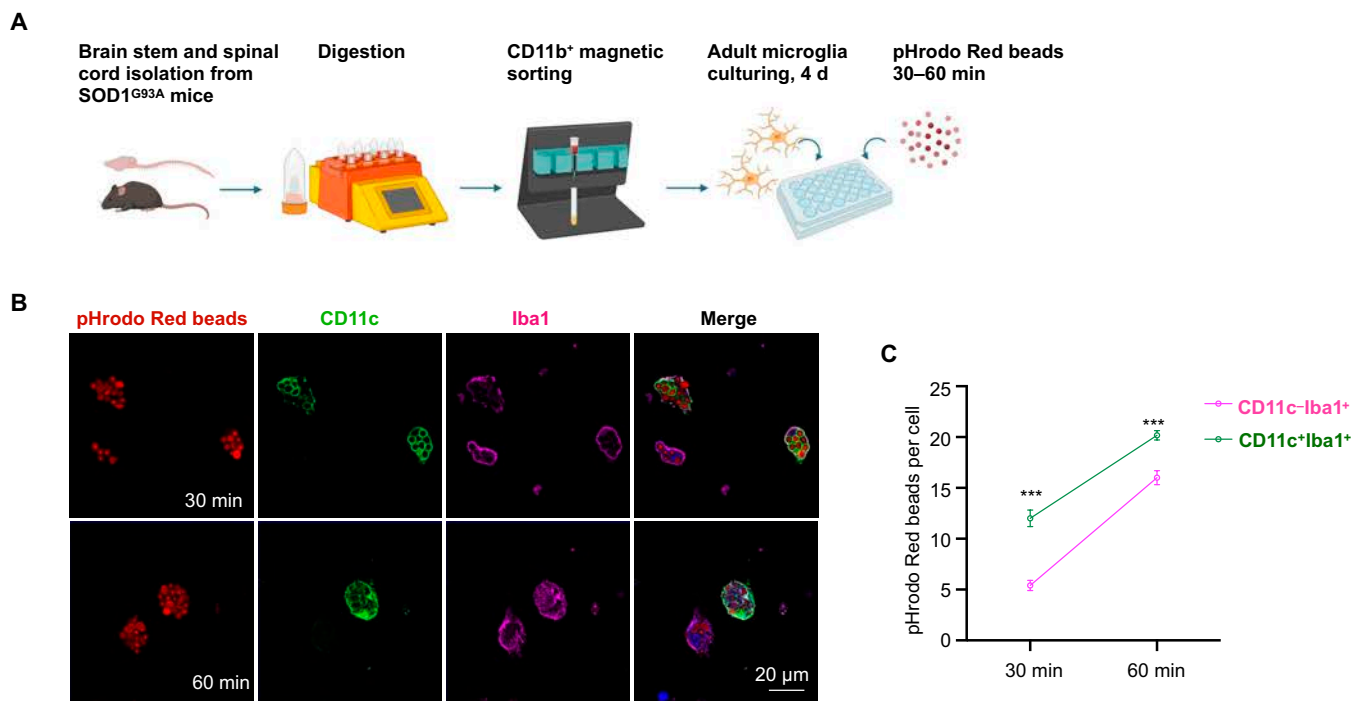 A
Brain stem and spinal
cord isolation from
SOD1ᴳ⁹³ᴬ mice
Digestion
CD11b⁺ magnetic
sorting
Adult microglia
culturing, 4 d
pHrodo Red beads
30–60 min
B
pHrodo Red beads
CD11c
Iba1
Merge
30 min
60 min
20 µm
C
pHrodo Red beads per cell
25
20
15
10
5
0
***
***
30 min
60 min
CD11c⁻Iba1⁺
CD11c⁺Iba1⁺